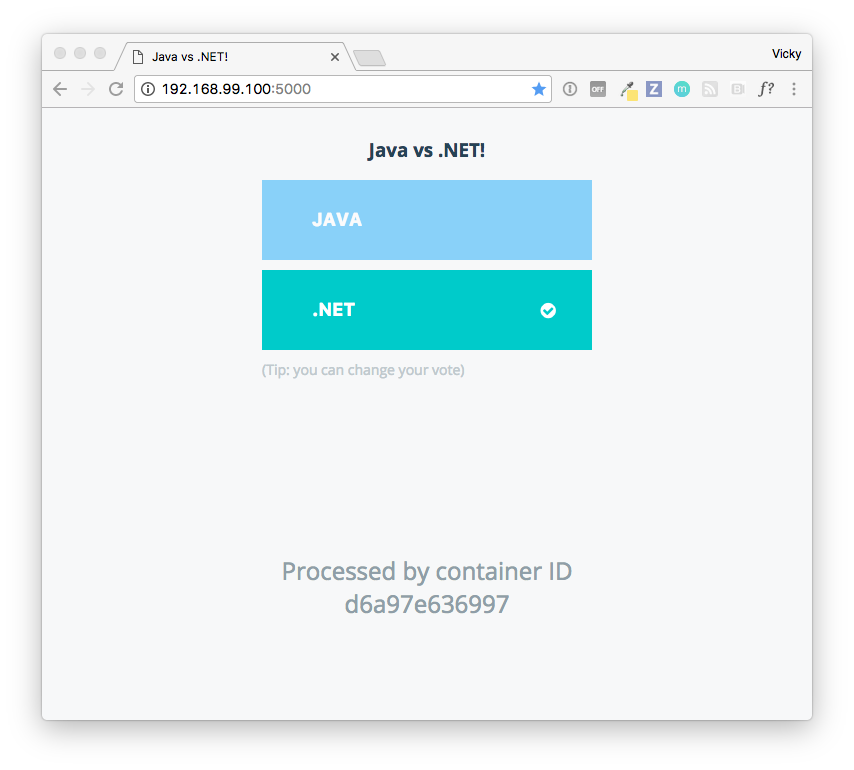 Java vs .NET!
Vicky
192.168.99.100:5000
OFF
Z
m
B
f?
Java vs .NET!
JAVA
.NET
(Tip: you can change your vote)
Processed by container ID
d6a97e636997